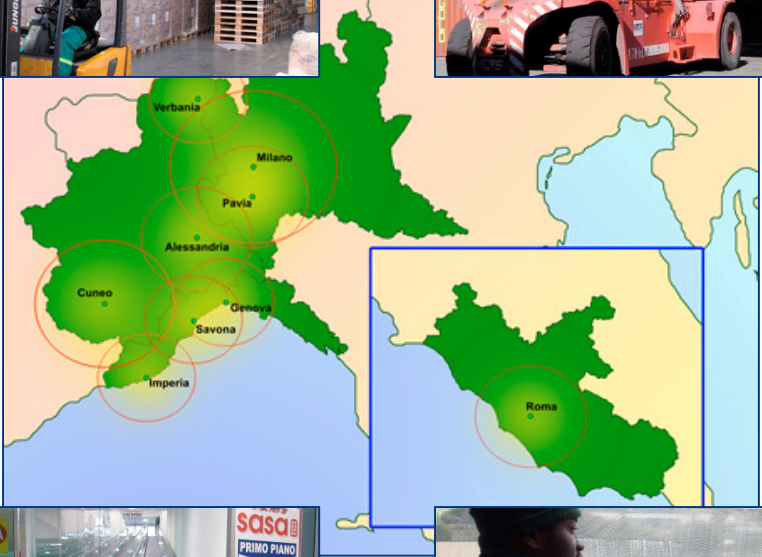 Verbania
Milano
Pavia
Alessandria
Cuneo
Genova
Savona
Imperia
Roma
sasa
PRIMO PIANO